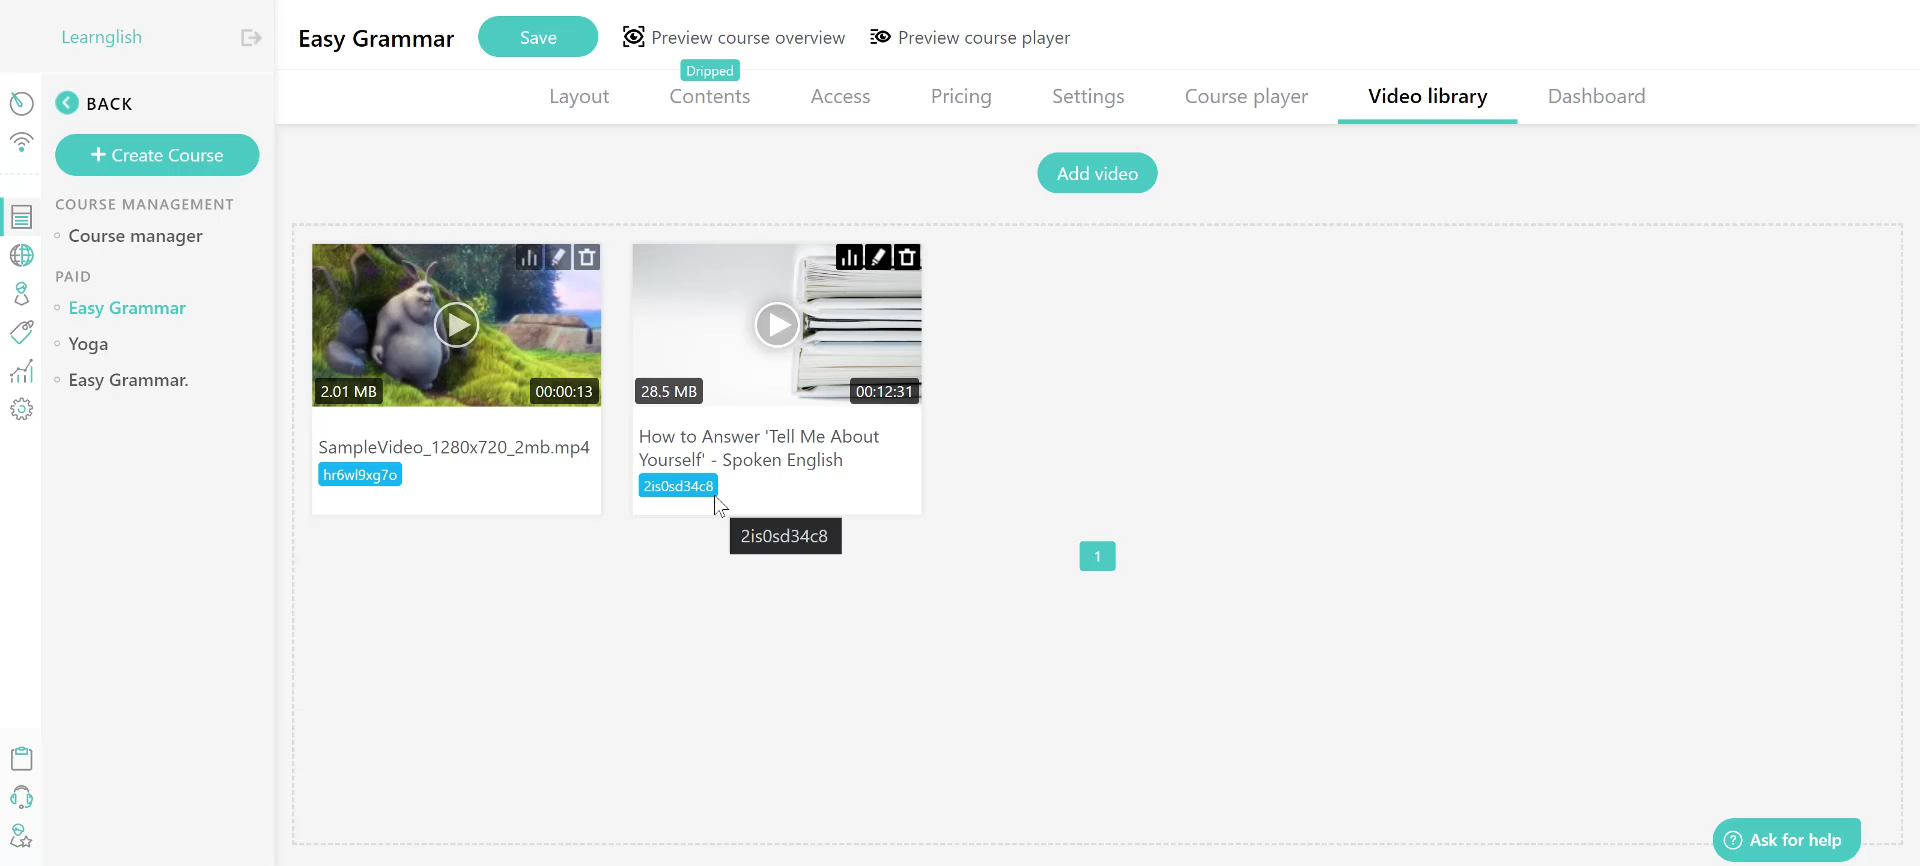 Learnglish
Easy Grammar
Save
Preview course overview
Preview course player
Dripped
Layout
Contents
Access
Pricing
Settings
Course player
Video library
Dashboard
BACK
+ Create Course
COURSE MANAGEMENT
Course manager
PAID
Easy Grammar
Yoga
Easy Grammar.
Add video
2.01 MB
00:00:13
SampleVideo_1280x720_2mb.mp4
hr6wl9xg7o
28.5 MB
00:12:31
How to Answer 'Tell Me About
Yourself' - Spoken English
2is0sd34c8
2is0sd34c8
1
? Ask for help